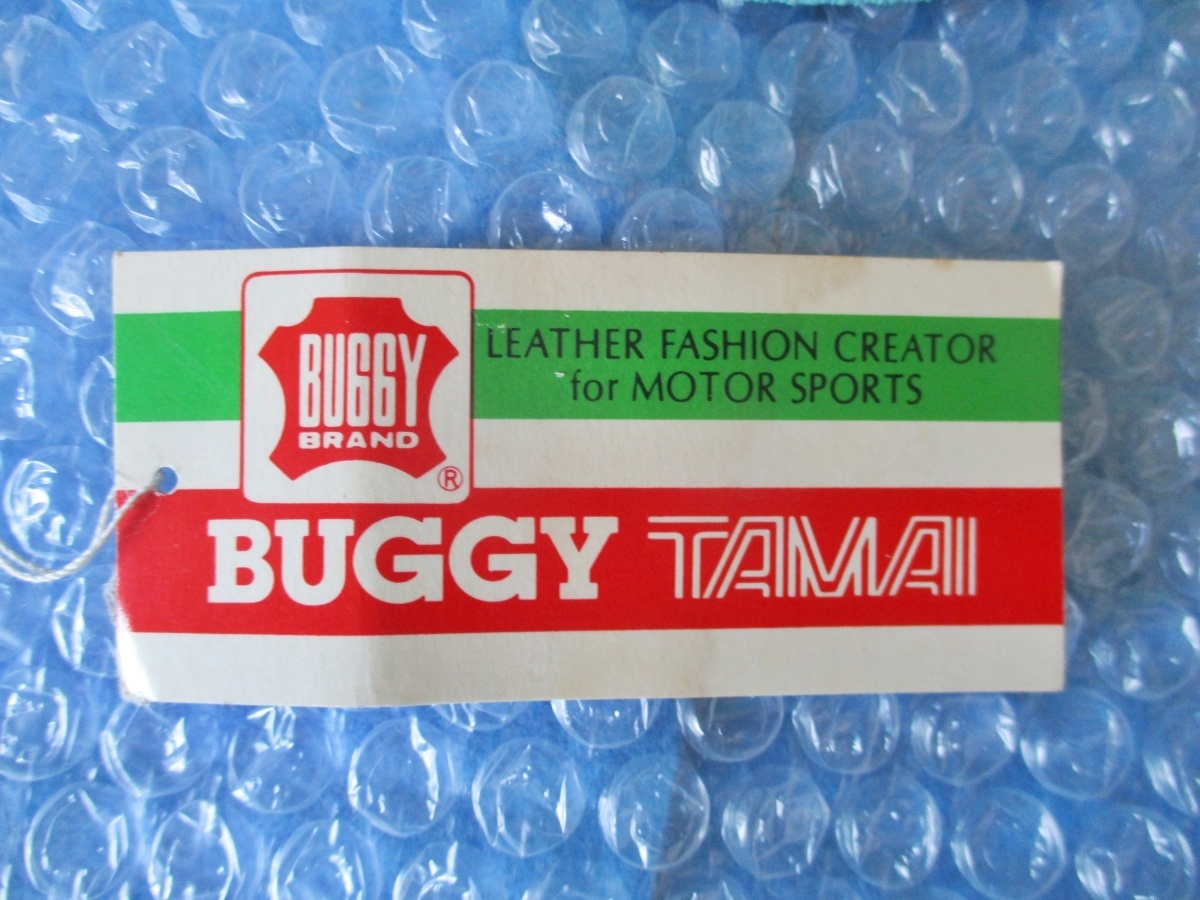 BUGGY
BRAND
®
LEATHER FASHION CREATOR
for MOTOR SPORTS
BUGGY TAMAI